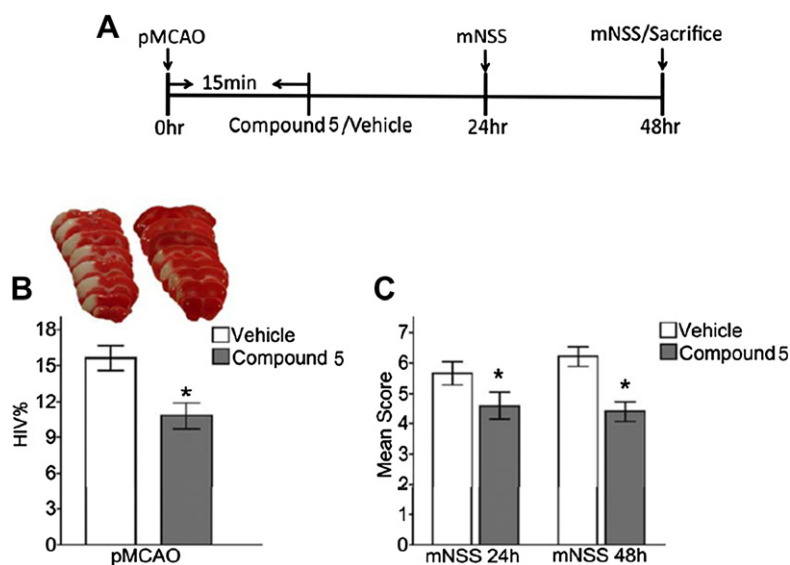 A
pMCAO mNSS mNSS/Sacrifice
15min
0hr Compound 5/Vehicle 24hr 48hr
B
18
15
12
9
6
3
0
HIV%
Vehicle
Compound 5
*
pMCAO
C
7
6
5
4
3
2
1
0
Mean Score
Vehicle
Compound 5
* *
mNSS 24h mNSS 48h